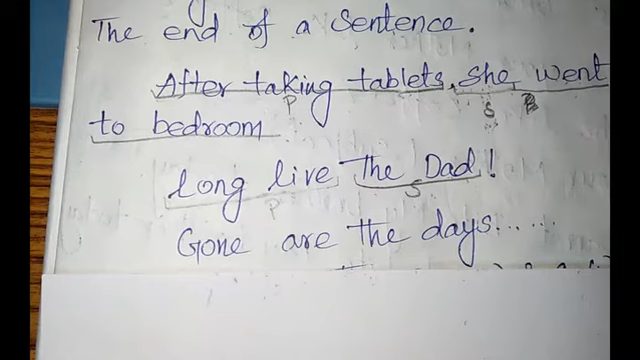 The end of a Sentence.
After taking tablets, she went
P S P
to bedroom
Long live The Dad!
P S
Gone are the days......